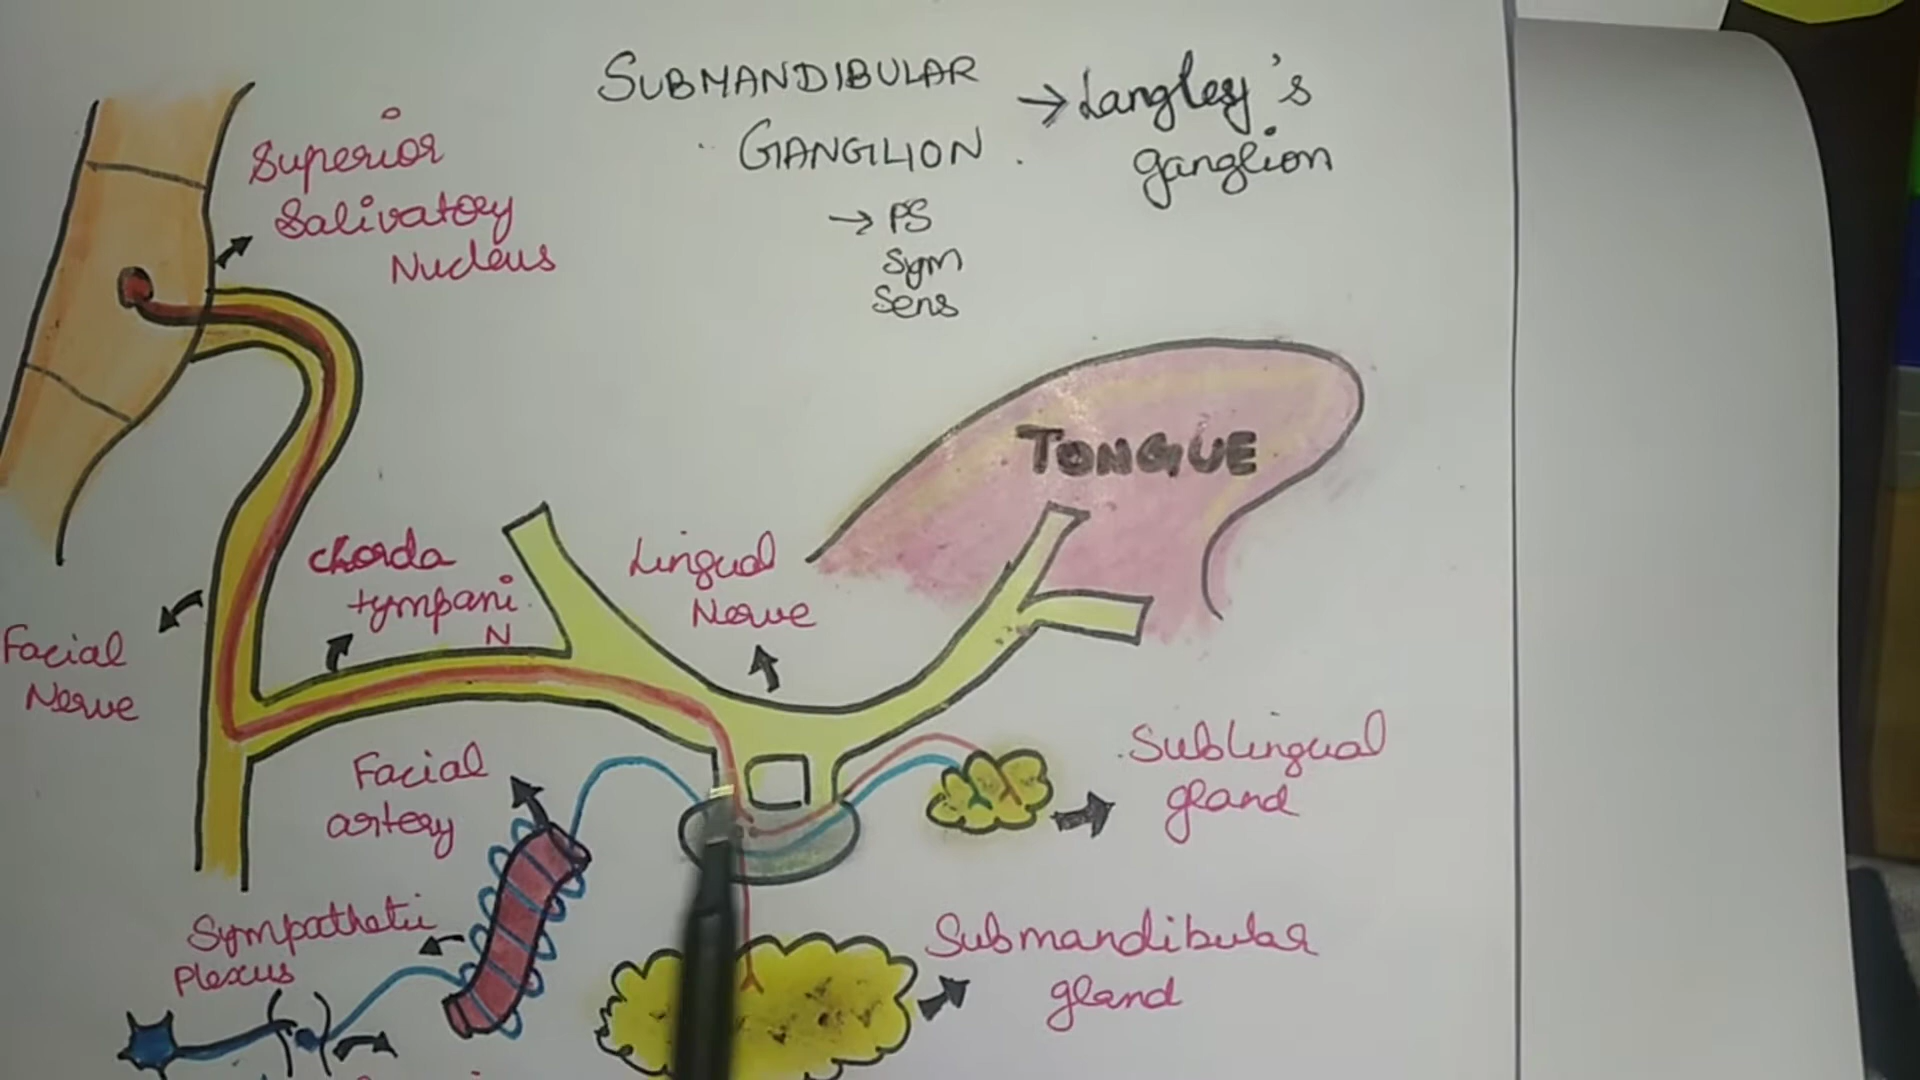 SUBMANDIBULAR
GANGLION
→ Langley's
ganglion
→ PS
Sym
Sens
Superior
Salivatory
Nucleus
TONGUE
Chorda
tympani
N
Lingual
Nerve
Facial
Nerve
Facial
artery
Sublingual
gland
Sympathetic
Plexus
Submandibular
gland